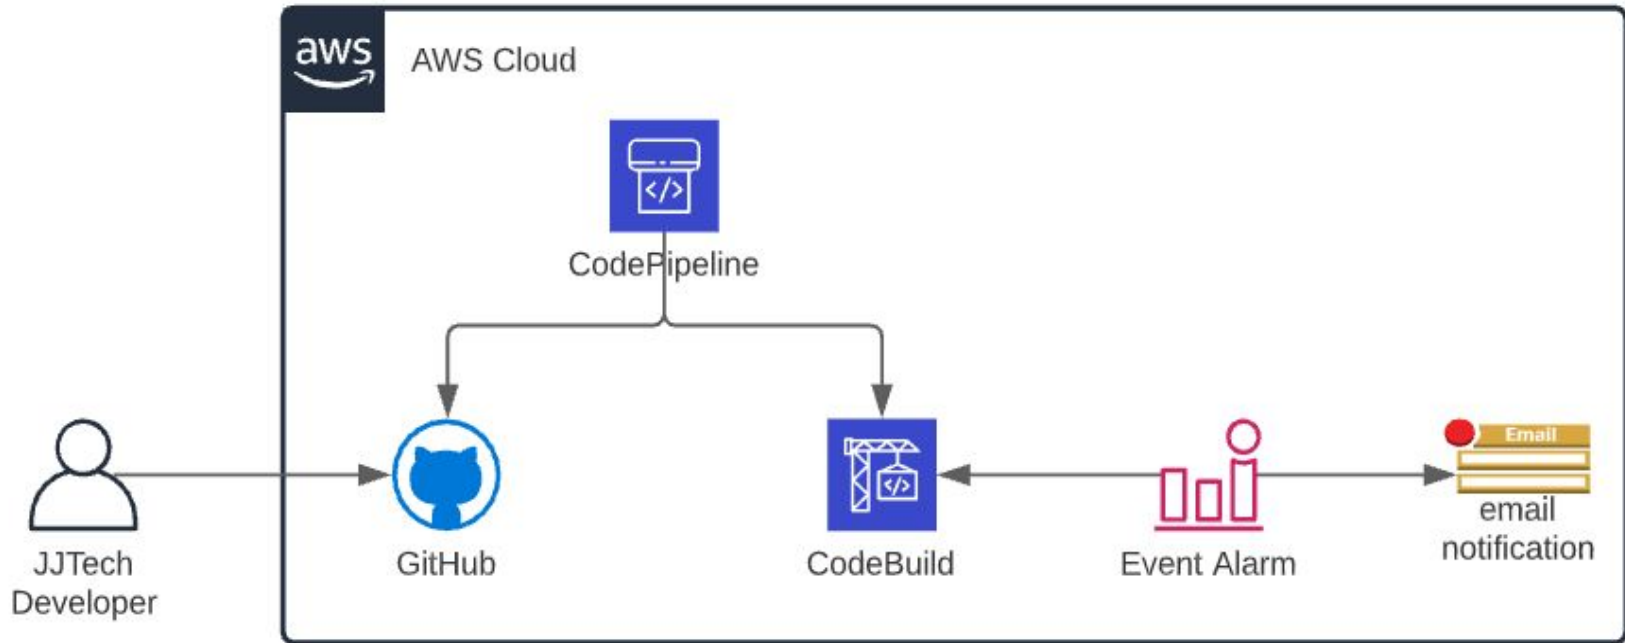 aws
AWS Cloud
</>
CodePipeline
</>
Email
JJTech
Developer
GitHub
CodeBuild
Event Alarm
email
notification